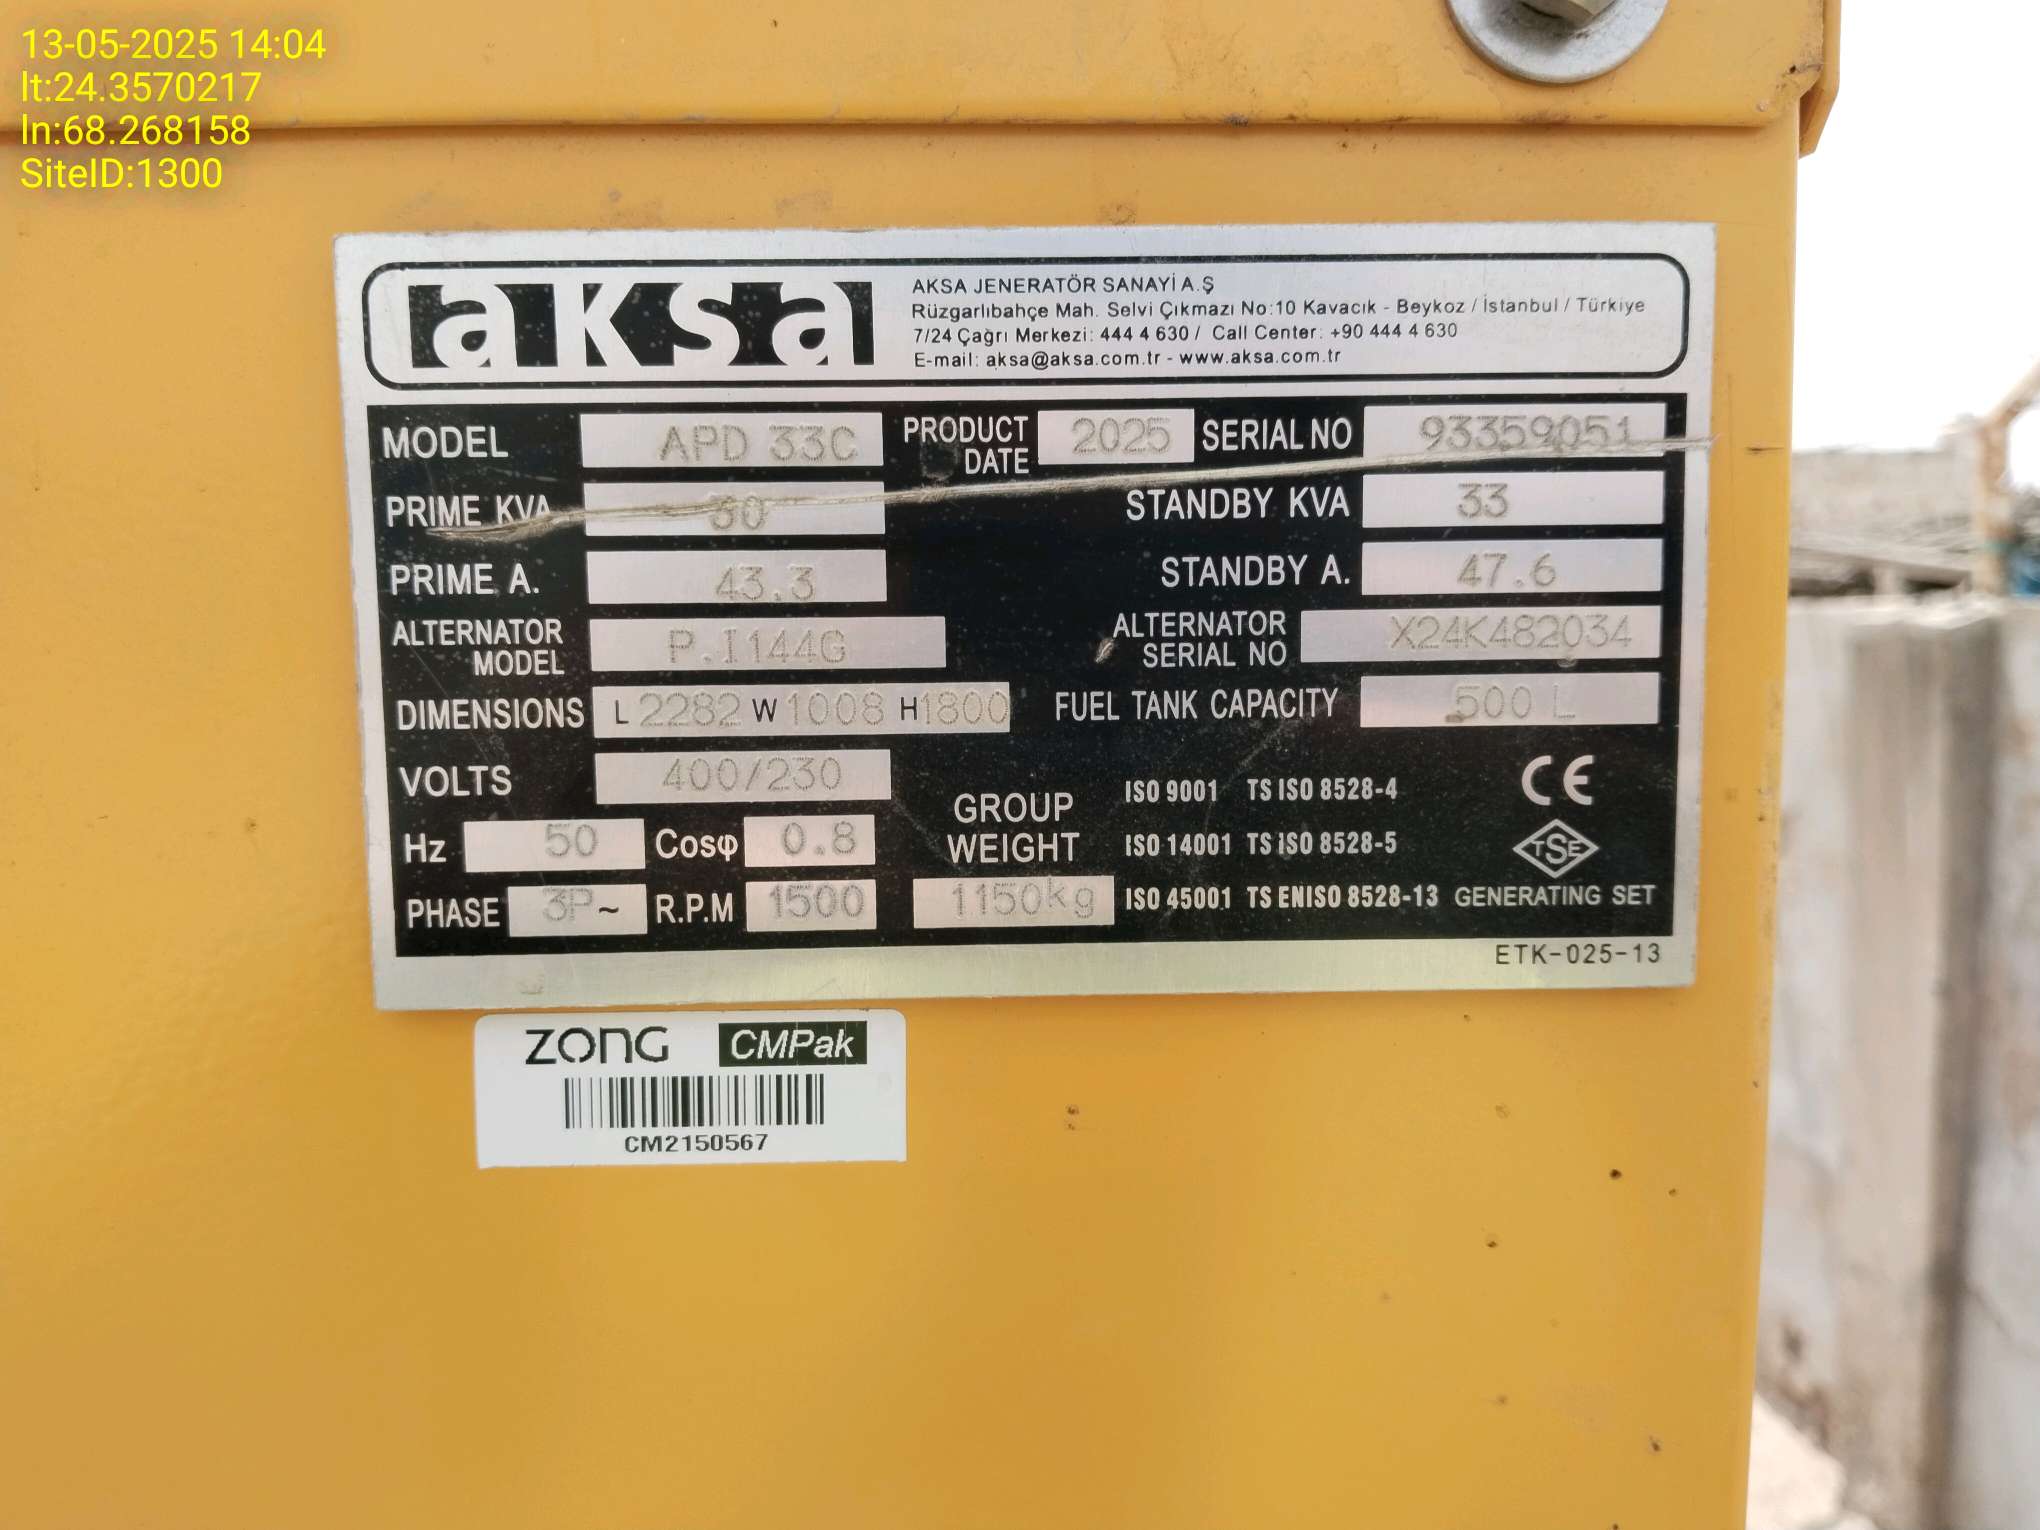 13-05-2025 14:04
lt:24.3570217
ln:68.268158
SiteID:1300
aksa
AKSA JENERATÖR SANAYİ A.Ş
Rüzgarlıbahçe Mah. Selvi Çıkmazı No:10 Kavacık - Beykoz / İstanbul / Türkiye
7/24 Çağrı Merkezi: 444 4 630 / Call Center: +90 444 4 630
E-mail: aksa@aksa.com.tr - www.aksa.com.tr
MODEL APD 33C PRODUCT DATE 2025 SERIAL NO 93359051
PRIME KVA 30 STANDBY KVA 33
PRIME A. 43.3 STANDBY A. 47.6
ALTERNATOR MODEL P.I144G ALTERNATOR SERIAL NO X24K482034
DIMENSIONS L 2282 W 1008 H 1800 FUEL TANK CAPACITY 500 L
VOLTS 400/230
Hz 50 Cosφ 0.8
PHASE 3P~ R.P.M 1500
GROUP
WEIGHT
1150kg
ISO 9001 TS ISO 8528-4
ISO 14001 TS ISO 8528-5
ISO 45001 TS EN ISO 8528-13
CE
TSE
GENERATING SET
ETK-025-13
ZONG CMPak
CM2150567